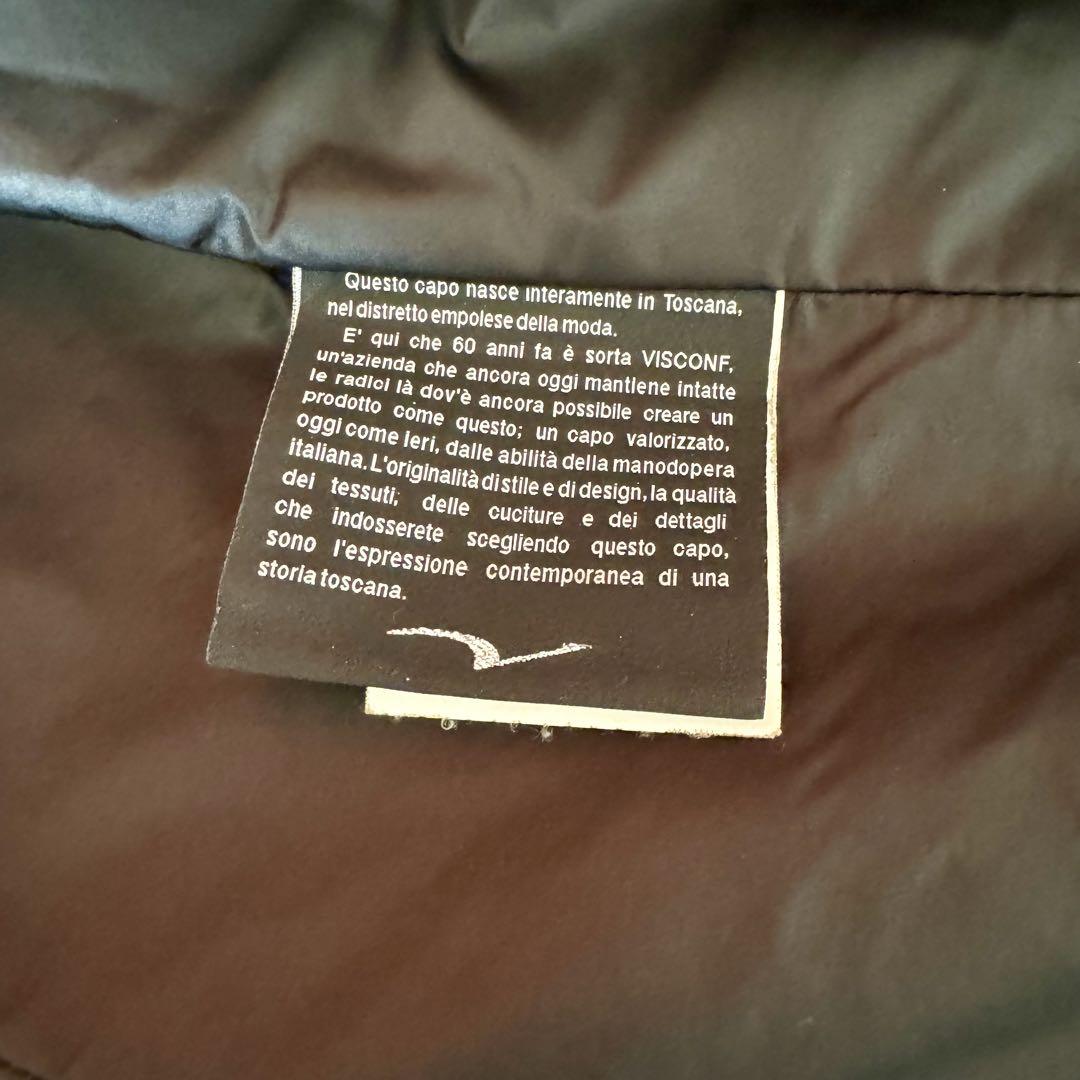 Questo capo nasce interamente in Toscana,
nel distretto empolese della moda.
E' qui che 60 anni fa è sorta VISCONF,
un'azienda che ancora oggi mantiene intatte
le radici là dov'è ancora possibile creare un
prodotto come questo; un capo valorizzato,
oggi come ieri, dalle abilità della manodopera
italiana. L'originalità di stile e di design, la qualità
dei tessuti, delle cuciture e dei dettagli
che indosserete scegliendo questo capo,
sono l'espressione contemporanea di una
storia toscana.